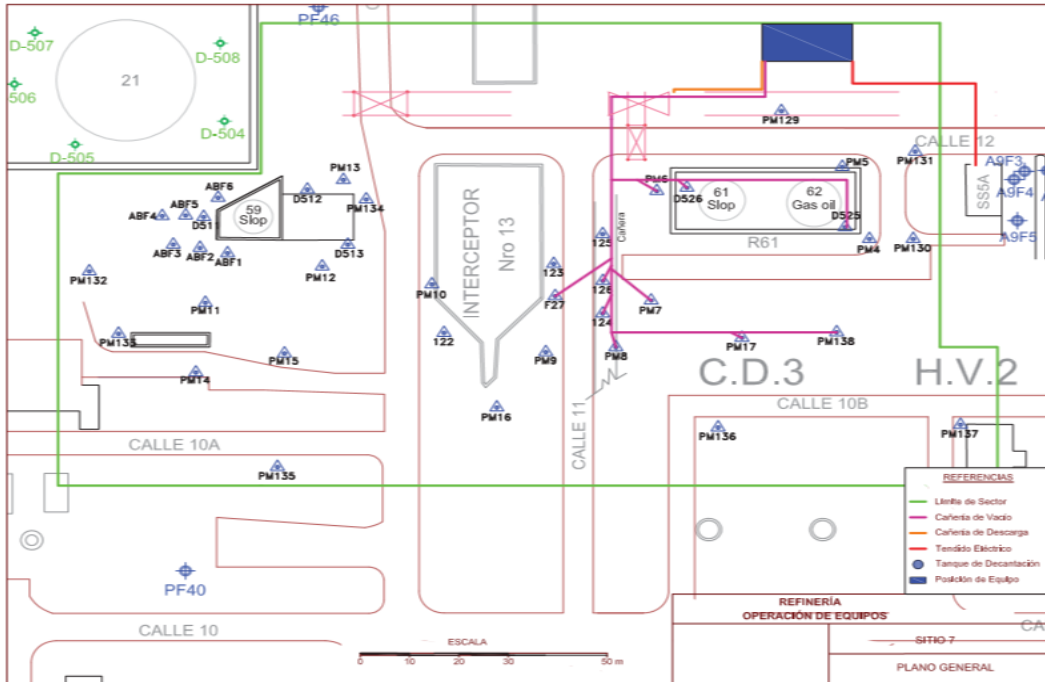 PF46
D-507
D-508
21
506
D-504
D-505
PM129
CALLE 12
PM131
PM5
A9F3
A9F4
SS5A
A9F5
PM13
D512
PM134
ABF6
ABF5
ABF4
D511
59
Slop
PM6
D526
61
Slop
62
Gas oil
D525
Cañera
R61
PM4
PM130
125
ABF3
ABF2
ABF1
D513
PM12
INTERCEPTOR
Nro 13
123
PM132
PM10
F27
126
PM7
PM11
124
PM133
122
PM17
PM138
PM15
PM9
PM8
PM14
C.D.3
H.V.2
PM16
CALLE 11
CALLE 10B
PM136
PM137
CALLE 10A
PM135
REFERENCIAS
Límite de Sector
Cañería de Vacío
Cañería de Descarga
Tendido Eléctrico
Tanque de Decantación
Posición de Equipo
PF40
REFINERÍA
OPERACIÓN DE EQUIPOS
CA
CALLE 10
SITIO 7
PLANO GENERAL
ESCALA
0 10 20 30 50 m